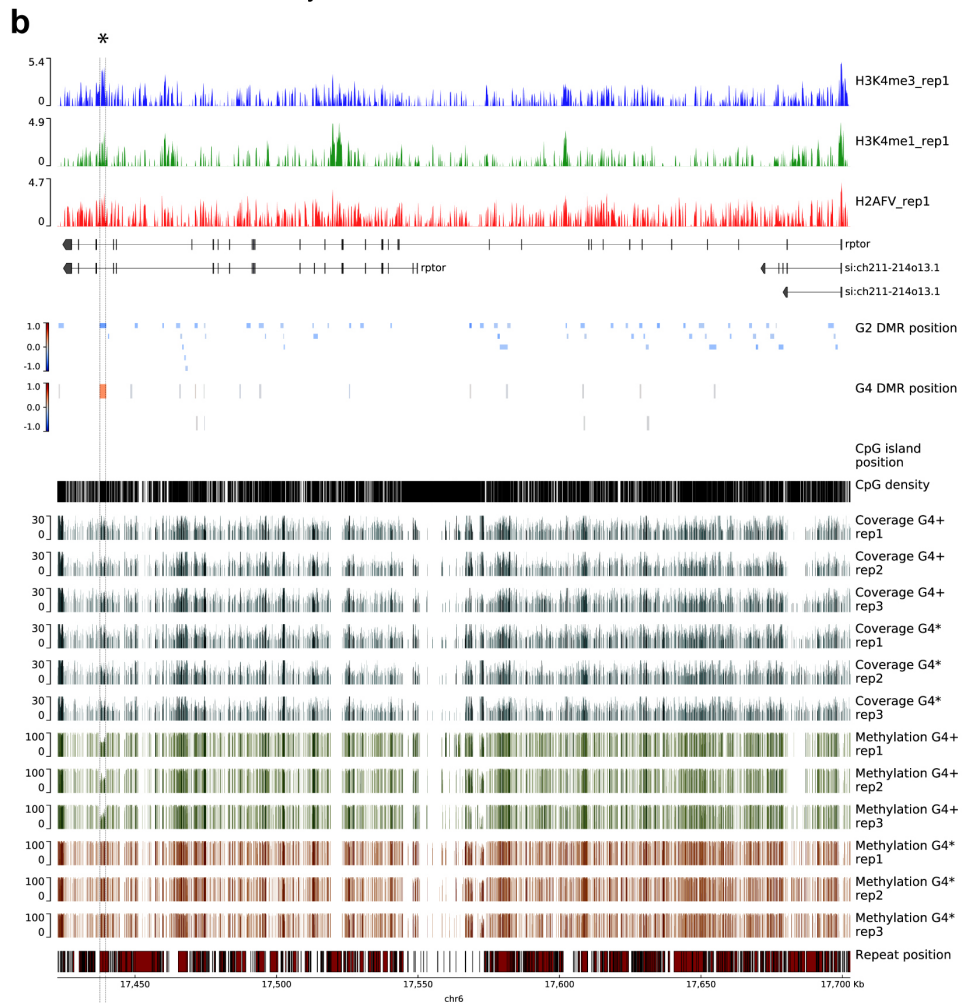 b
*
5.4
0
H3K4me3_rep1
4.9
0
H3K4me1_rep1
4.7
0
H2AFV_rep1
rptor
rptor
si:ch211-214o13.1
si:ch211-214o13.1
1.0
0.0
-1.0
G2 DMR position
1.0
0.0
-1.0
G4 DMR position
CpG island
position
CpG density
30
0
Coverage G4+
rep1
30
0
Coverage G4+
rep2
30
0
Coverage G4+
rep3
30
0
Coverage G4*
rep1
30
0
Coverage G4*
rep2
30
0
Coverage G4*
rep3
100
0
Methylation G4+
rep1
100
0
Methylation G4+
rep2
100
0
Methylation G4+
rep3
100
0
Methylation G4*
rep1
100
0
Methylation G4*
rep2
100
0
Methylation G4*
rep3
Repeat position
17,450 17,500 17,550 17,600 17,650 17,700 Kb
chr6